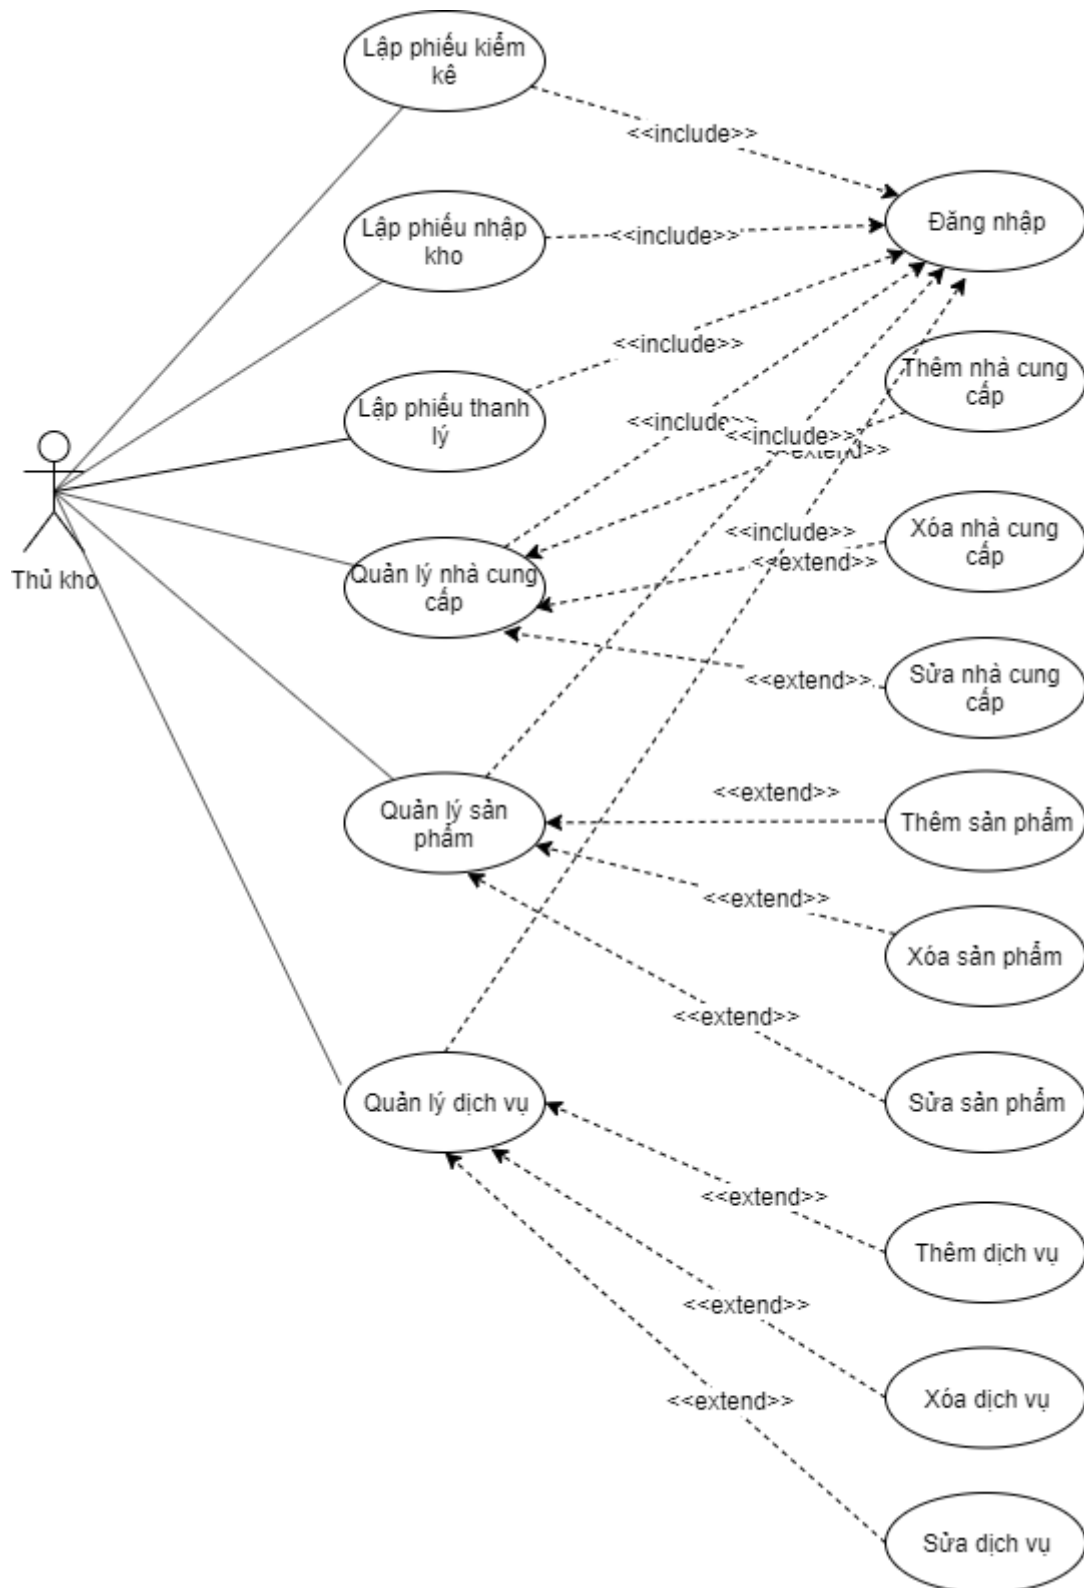 Lập phiếu kiểm
kê
<<include>>
Đăng nhập
Lập phiếu nhập
kho
<<include>>
<<include>>
Thêm nhà cung
cấp
Lập phiếu thanh
lý
<<include>>
<<include>>
<<extend>>
Thủ kho
Quản lý nhà cung
cấp
<<include>>
<<extend>>
Xóa nhà cung
cấp
<<extend>>
Sửa nhà cung
cấp
<<extend>>
Quản lý sản
phẩm
Thêm sản phẩm
<<extend>>
Xóa sản phẩm
<<extend>>
Sửa sản phẩm
Quản lý dịch vụ
<<extend>>
Thêm dịch vụ
<<extend>>
Xóa dịch vụ
<<extend>>
Sửa dịch vụ